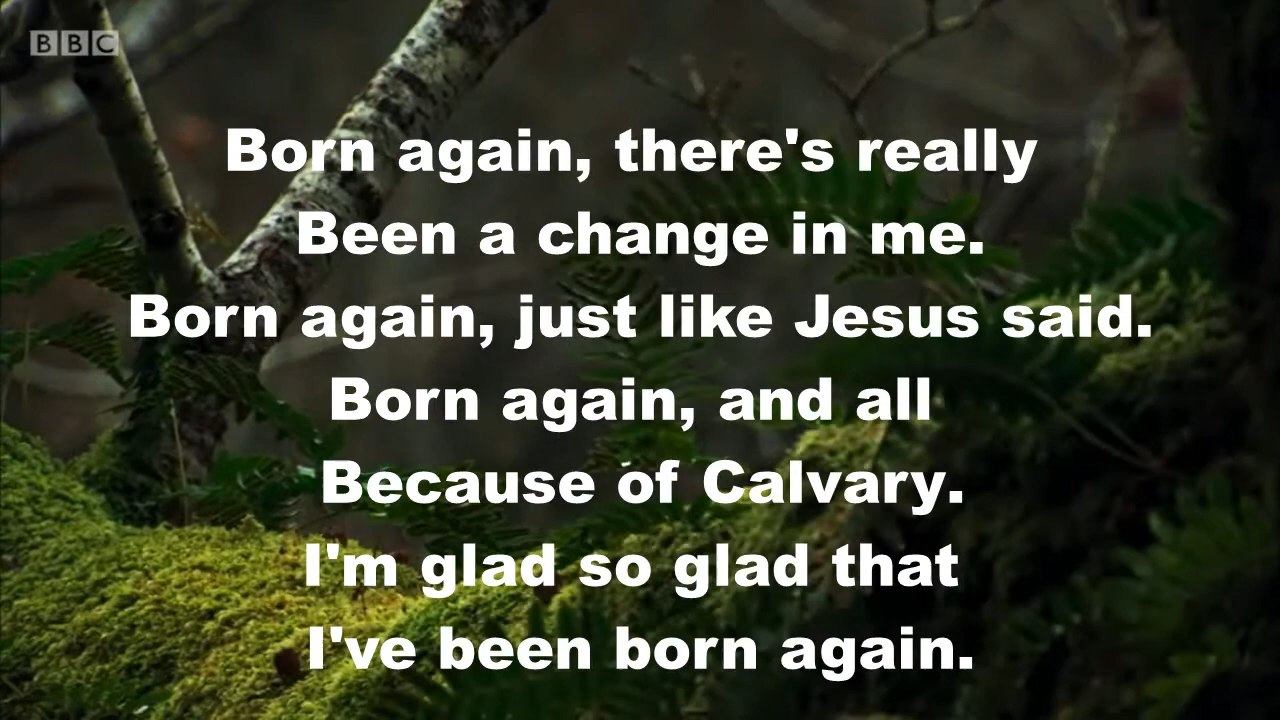 BBC
Born again, there's really
Been a change in me.
Born again, just like Jesus said.
Born again, and all
Because of Calvary.
I'm glad so glad that
I've been born again.